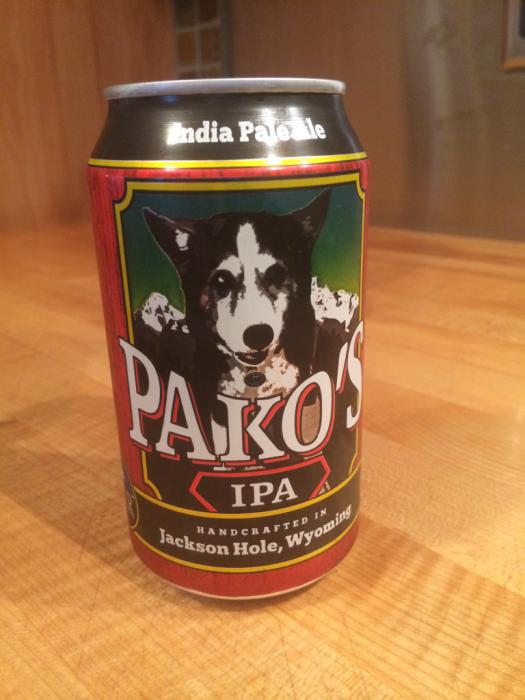 India Pale Ale
PAKO'S
IPA
HANDCRAFTED IN
Jackson Hole, Wyoming